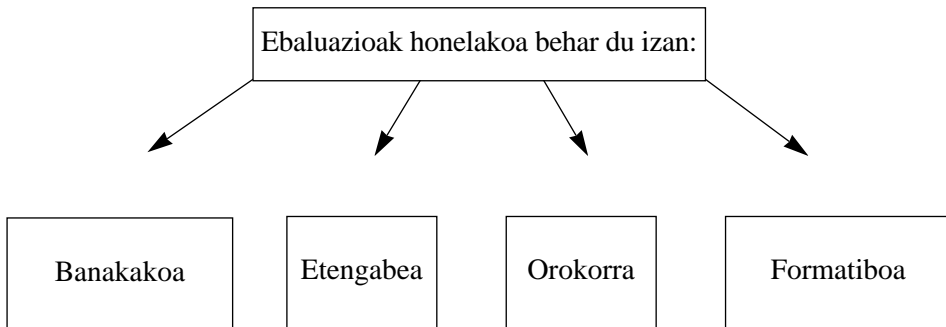 Ebaluazioak honelakoa behar du izan:
Banakakoa
Etengabea
Orokorra
Formatiboa